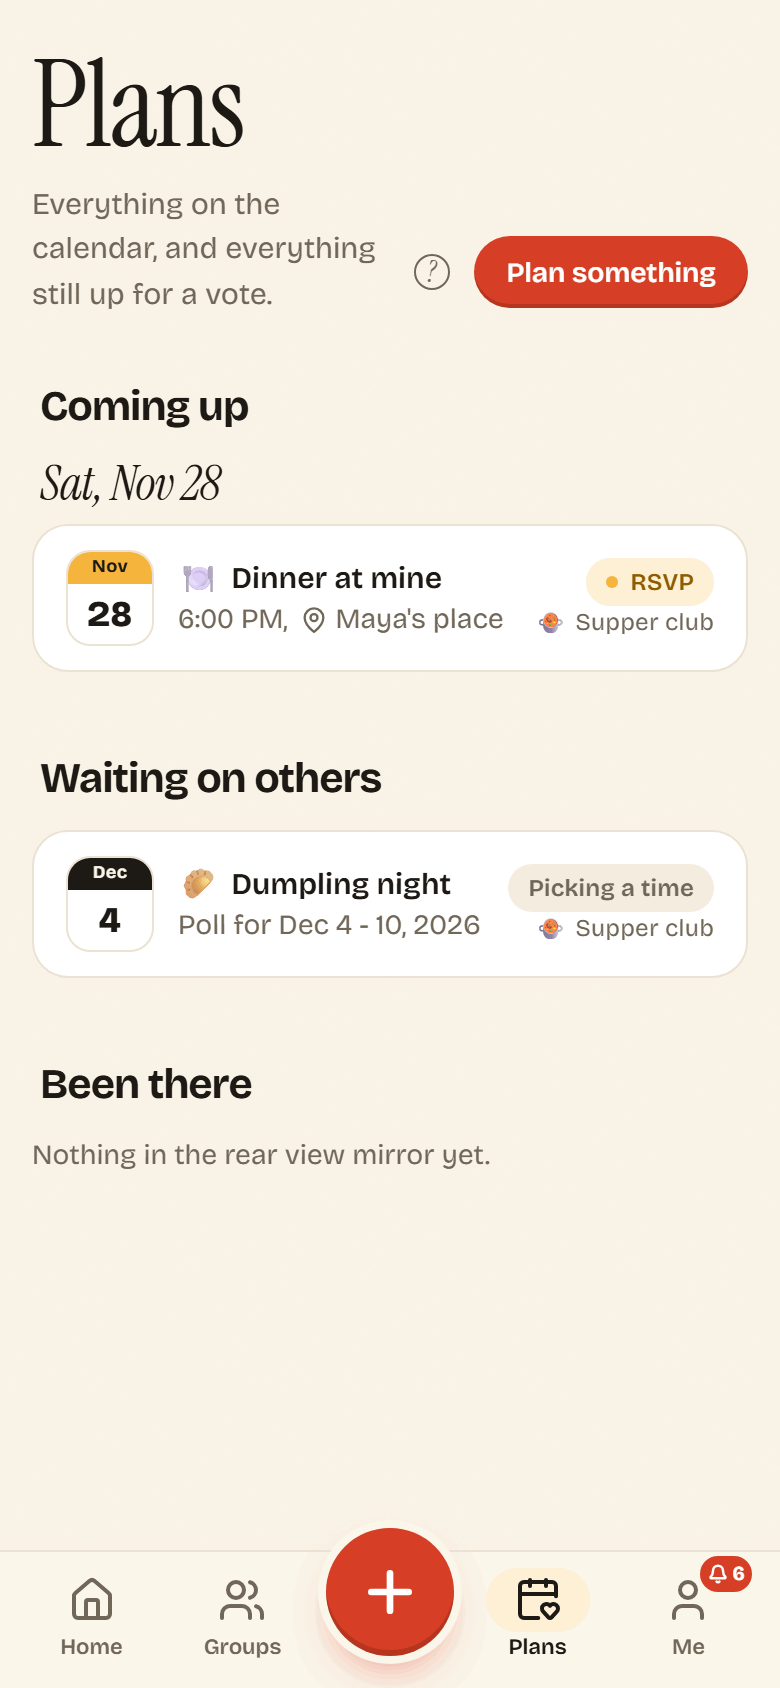 Plans
Everything on the
calendar, and everything
still up for a vote.
?
Plan something
Coming up
Sat, Nov 28
Nov
28
Dinner at mine
6:00 PM, Maya's place
RSVP
Supper club
Waiting on others
Dec
4
Dumpling night
Poll for Dec 4 - 10, 2026
Picking a time
Supper club
Been there
Nothing in the rear view mirror yet.
Home
Groups
Plans
6
Me